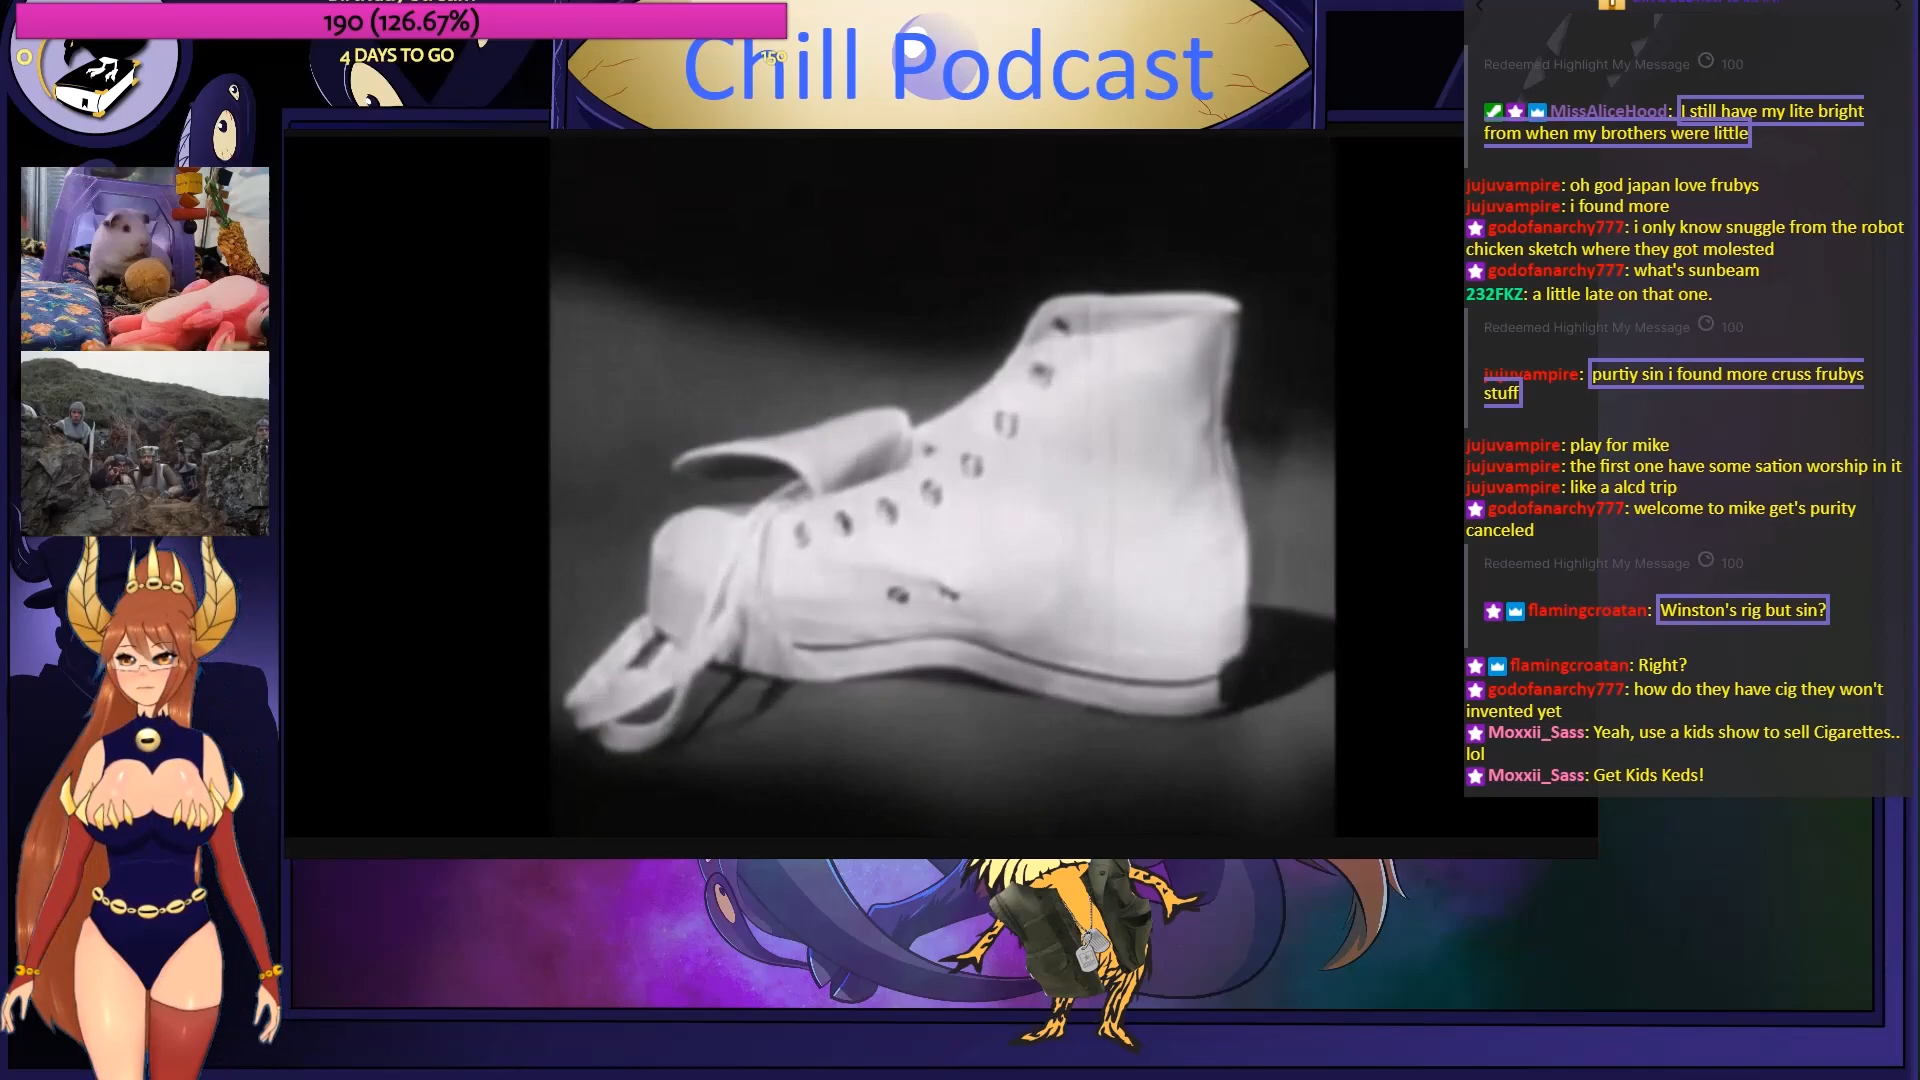 190 (126.67%)
4 DAYS TO GO
150
Chill Podcast
Redeemed Highlight My Message 100
MissAliceHood: I still have my lite bright
from when my brothers were little
jujuvampire: oh god japan love frubys
jujuvampire: i found more
godofanarchy777: i only know snuggle from the robot
chicken sketch where they got molested
godofanarchy777: what's sunbeam
232FKZ: a little late on that one.
Redeemed Highlight My Message 100
jujuvampire: purtiy sin i found more cruss frubys
stuff
jujuvampire: play for mike
jujuvampire: the first one have some sation worship in it
jujuvampire: like a alcd trip
godofanarchy777: welcome to mike get's purity
canceled
Redeemed Highlight My Message 100
flamingcroatan: Winston's rig but sin?
flamingcroatan: Right?
godofanarchy777: how do they have cig they won't
invented yet
Moxxii_Sass: Yeah, use a kids show to sell Cigarettes..
lol
Moxxii_Sass: Get Kids Keds!